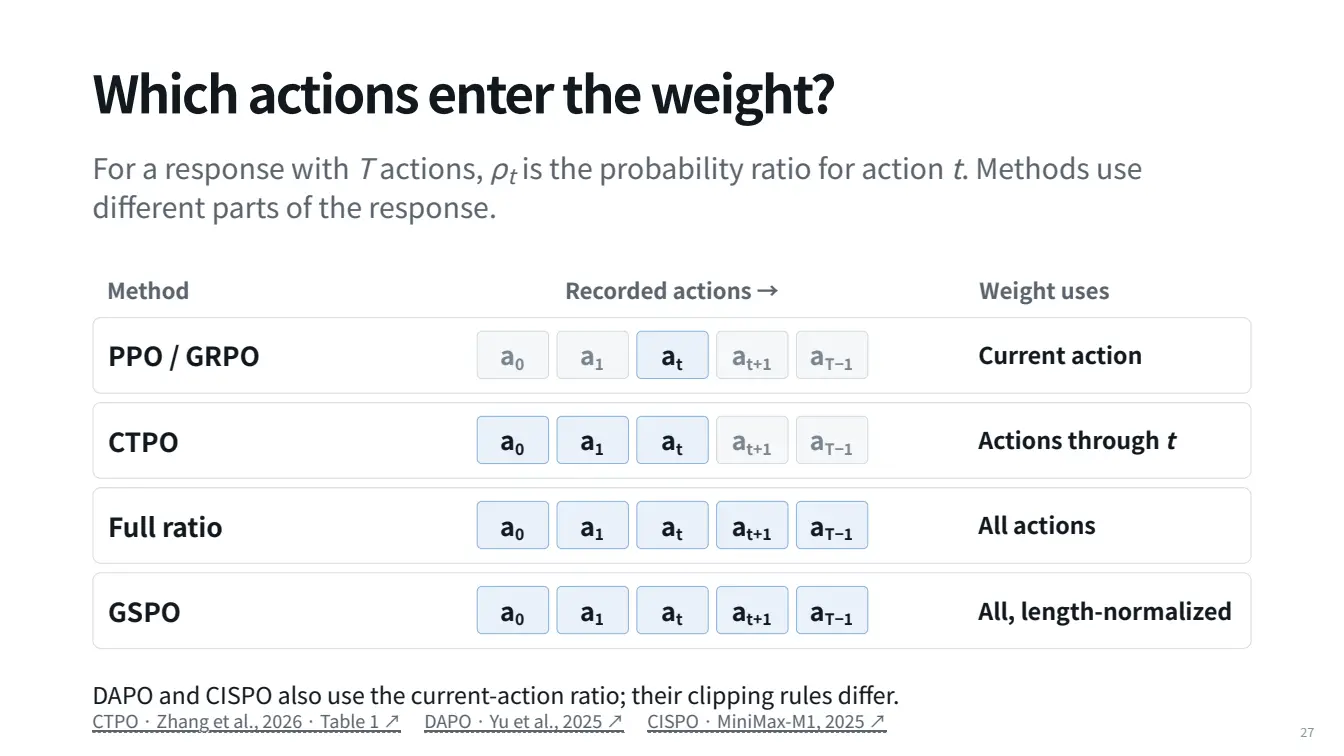 Which actions enter the weight?
For a response with T actions, ρt is the probability ratio for action t. Methods use
different parts of the response.
Method Recorded actions → Weight uses
PPO / GRPO a0 a1 at at+1 aT−1 Current action
CTPO a0 a1 at at+1 aT−1 Actions through t
Full ratio a0 a1 at at+1 aT−1 All actions
GSPO a0 a1 at at+1 aT−1 All, length-normalized
DAPO and CISPO also use the current-action ratio; their clipping rules differ.
CTPO · Zhang et al., 2026 · Table 1 ↗ DAPO · Yu et al., 2025 ↗ CISPO · MiniMax-M1, 2025 ↗
27